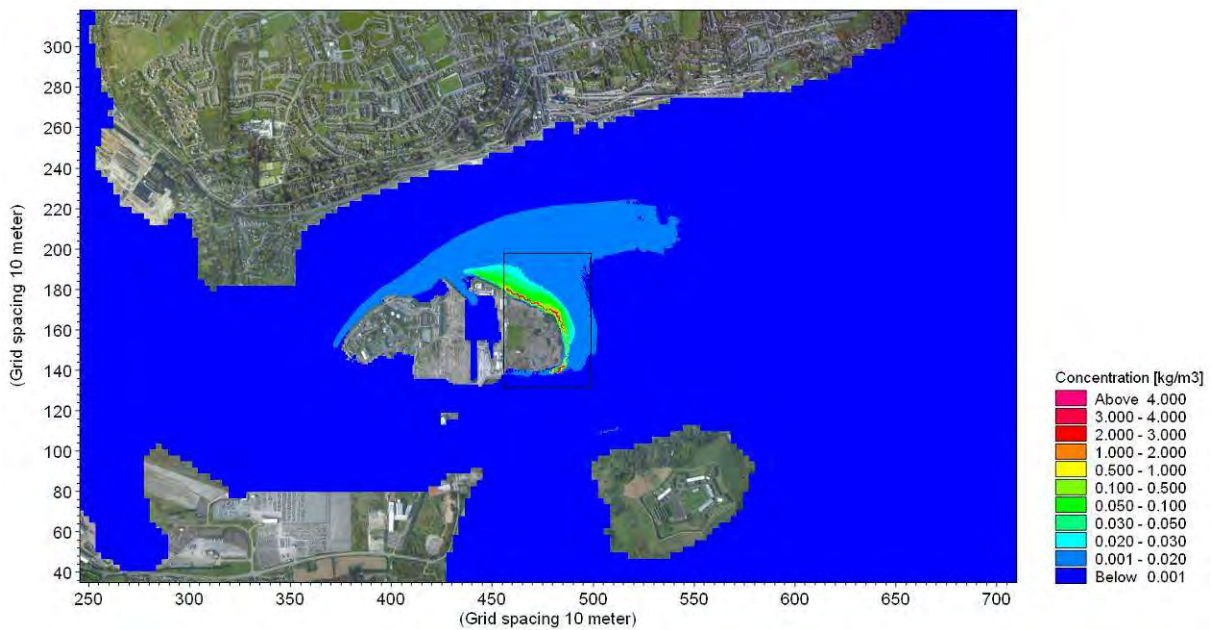 (Grid spacing 10 meter)
300
280
260
240
220
200
180
160
140
120
100
80
60
40
250 300 350 400 450 500 550 600 650 700
(Grid spacing 10 meter)
Concentration [kg/m3]
Above 4.000
3.000 - 4.000
2.000 - 3.000
1.000 - 2.000
0.500 - 1.000
0.100 - 0.500
0.050 - 0.100
0.030 - 0.050
0.020 - 0.030
0.001 - 0.020
Below 0.001